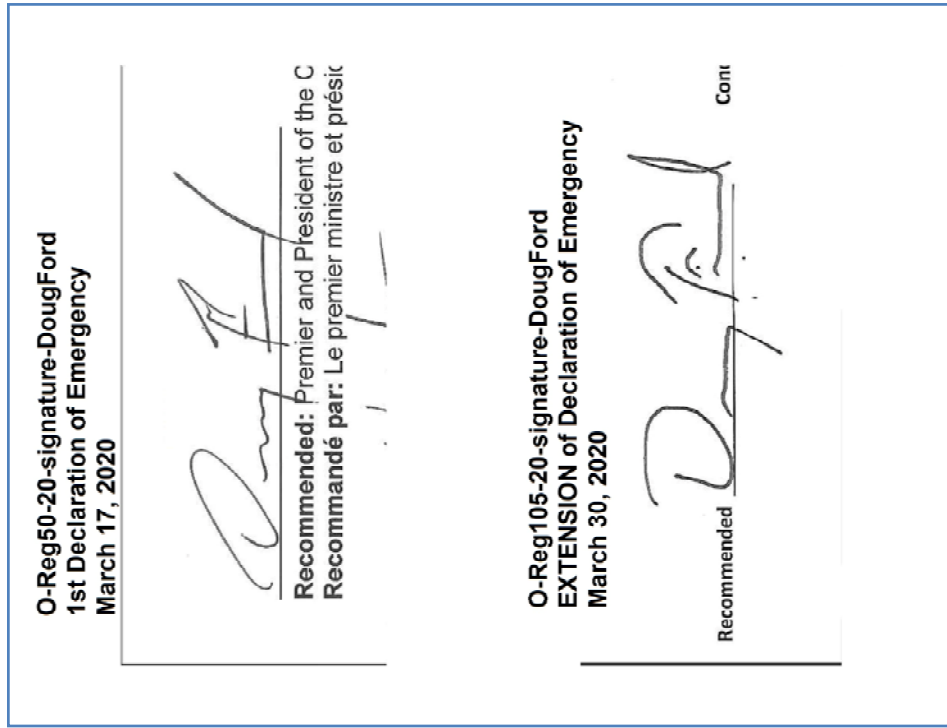 O-Reg50-20-signature-DougFord
1st Declaration of Emergency
March 17, 2020
Recommended: Premier and President of the C
Recommandé par: Le premier ministre et présic
O-Reg105-20-signature-DougFord
EXTENSION of Declaration of Emergency
March 30, 2020
Recommended